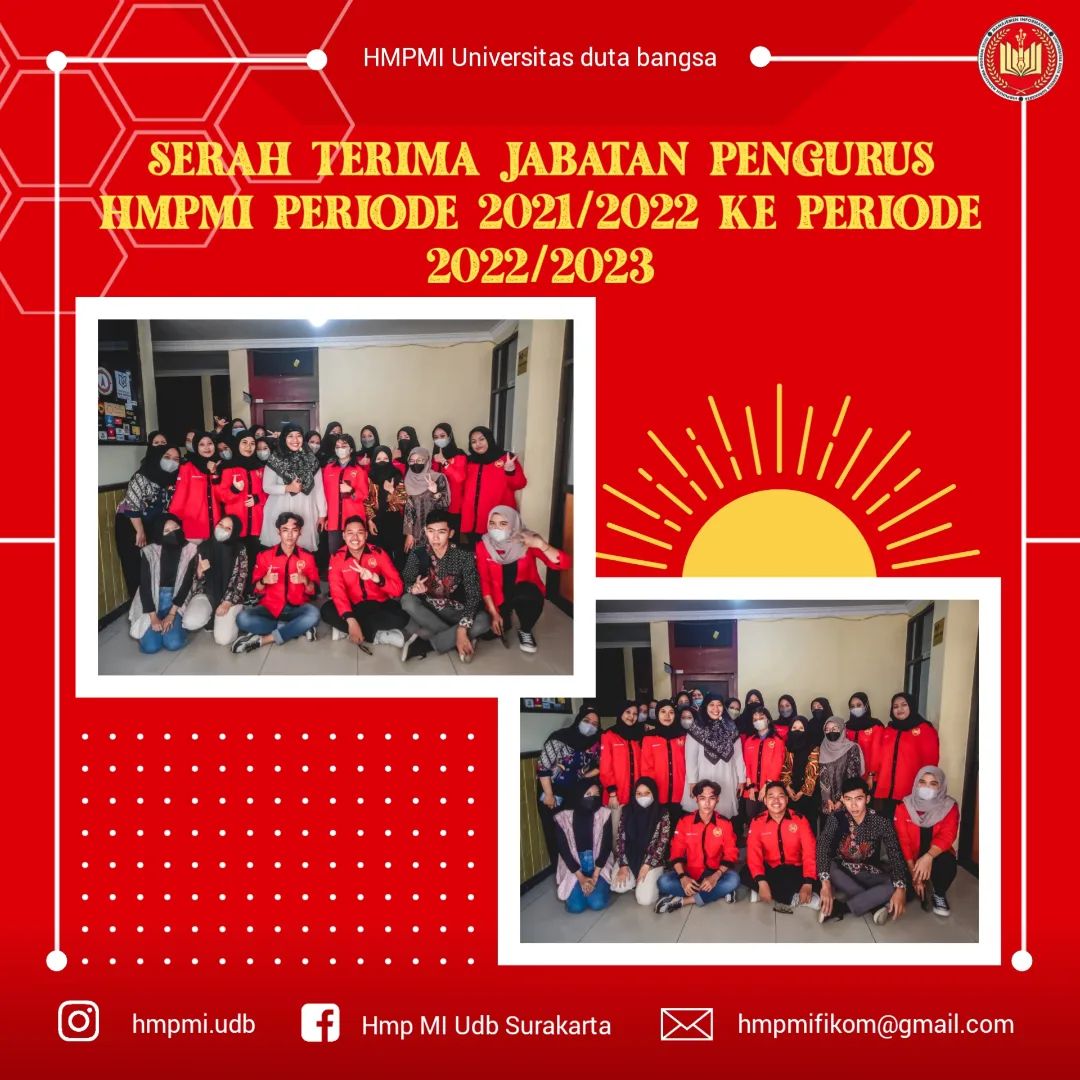 HMPMI Universitas duta bangsa
SERAH TERIMA JABATAN PENGURUS
HMPMI PERIODE 2021/2022 KE PERIODE
2022/2023
hmpmi.udb
Hmp MI Udb Surakarta
hmpmifikom@gmail.com